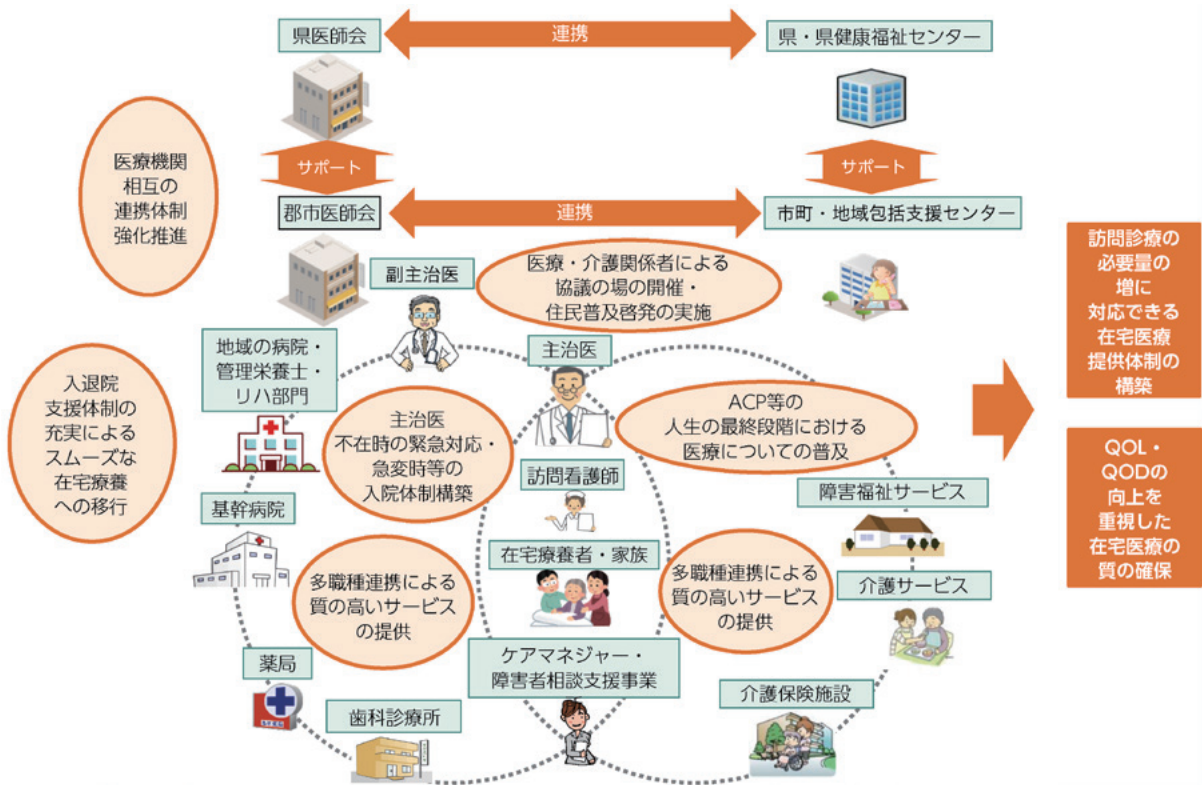 県医師会
連携
県・県健康福祉センター
医療機関
相互の
連携体制
強化推進
サポート
サポート
郡市医師会
連携
市町・地域包括支援センター
副主治医
医療・介護関係者による
協議の場の開催・
住民普及啓発の実施
訪問診療の
必要量の
増に
対応できる
在宅医療
提供体制の
構築
地域の病院・
管理栄養士・
リハ部門
主治医
入退院
支援体制の
充実による
スムーズな
在宅療養
への移行
主治医
不在時の緊急対応・
急変時等の
入院体制構築
ACP等の
人生の最終段階における
医療についての普及
QOL・
QODの
向上を
重視した
在宅医療の
質の確保
訪問看護師
障害福祉サービス
基幹病院
在宅療養者・家族
多職種連携による
質の高いサービス
の提供
多職種連携による
質の高いサービス
の提供
介護サービス
薬局
ケアマネジャー・
障害者相談支援事業
介護保険施設
歯科診療所